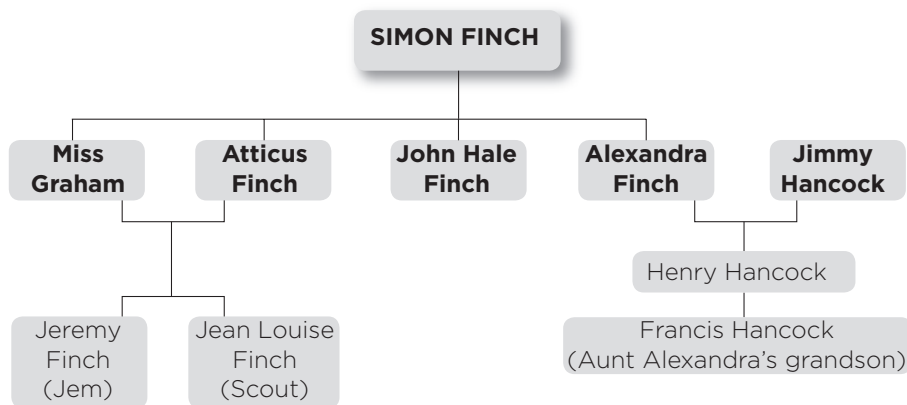 SIMON FINCH
Miss
Graham
Atticus
Finch
John Hale
Finch
Alexandra
Finch
Jimmy
Hancock
Henry Hancock
Jeremy
Finch
(Jem)
Jean Louise
Finch
(Scout)
Francis Hancock
(Aunt Alexandra’s grandson)